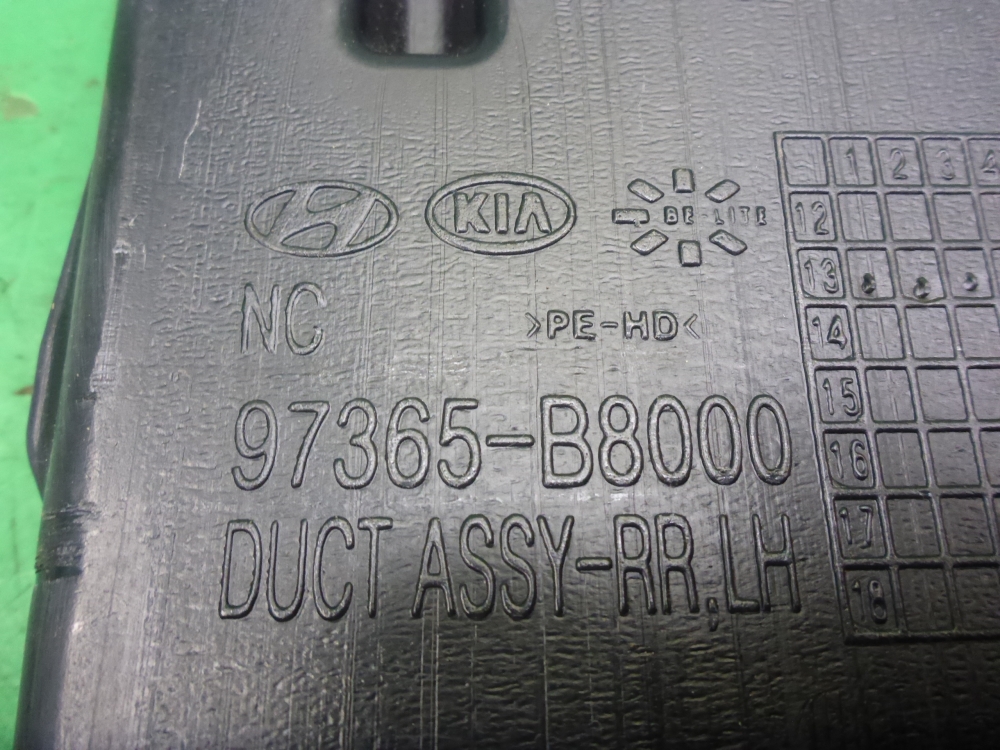 KIA BE-LITE
NC >PE-HD<
97365-B8000
DUCT ASSY-RR,LH
1 2 3 4
12
13
14
15
16
17
18